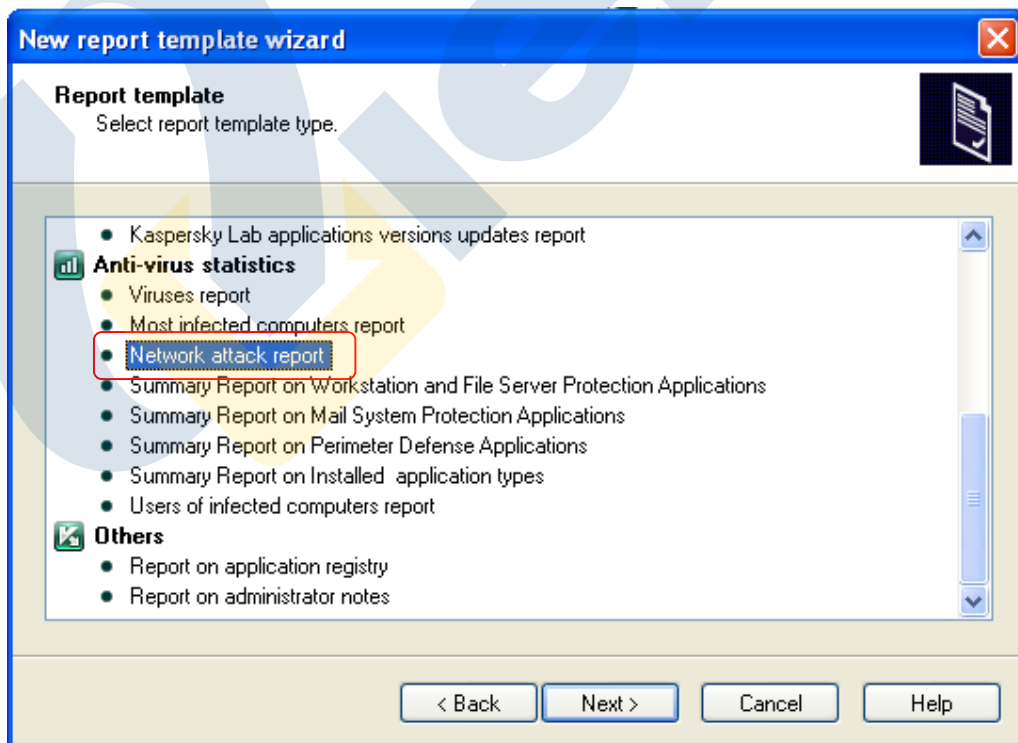 New report template wizard
Report template
Select report template type.
Kaspersky Lab applications versions updates report
Anti-virus statistics
Viruses report
Most infected computers report
Network attack report
Summary Report on Workstation and File Server Protection Applications
Summary Report on Mail System Protection Applications
Summary Report on Perimeter Defense Applications
Summary Report on Installed application types
Users of infected computers report
Others
Report on application registry
Report on administrator notes
< Back Next > Cancel Help